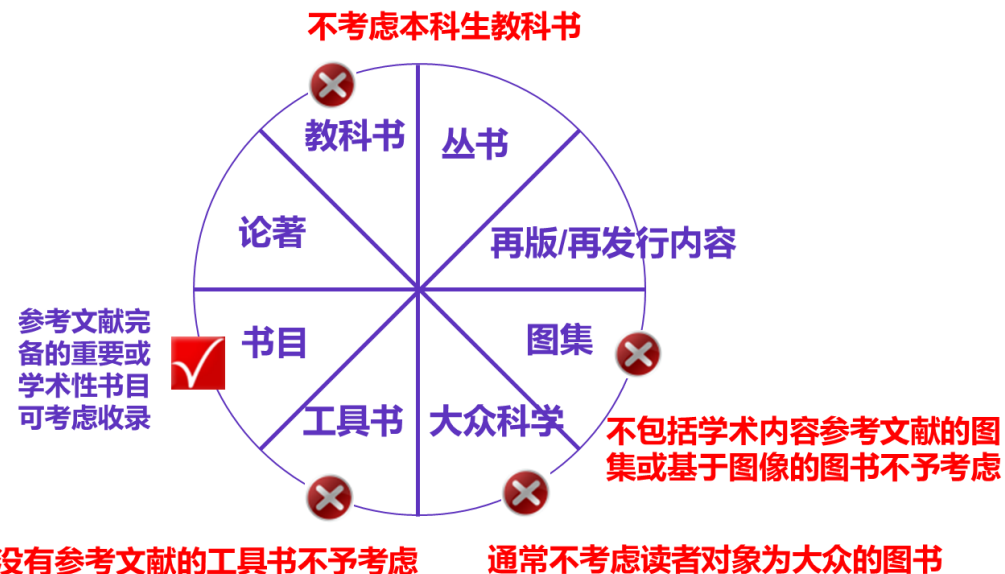 不考虑本科生教科书
教科书
丛书
论著
再版/再发行内容
参考文献完
备的重要或
学术性书目
可考虑收录
书目
图集
工具书
大众科学
不包括学术内容参考文献的图
集或基于图像的图书不予考虑
没有参考文献的工具书不予考虑
通常不考虑读者对象为大众的图书